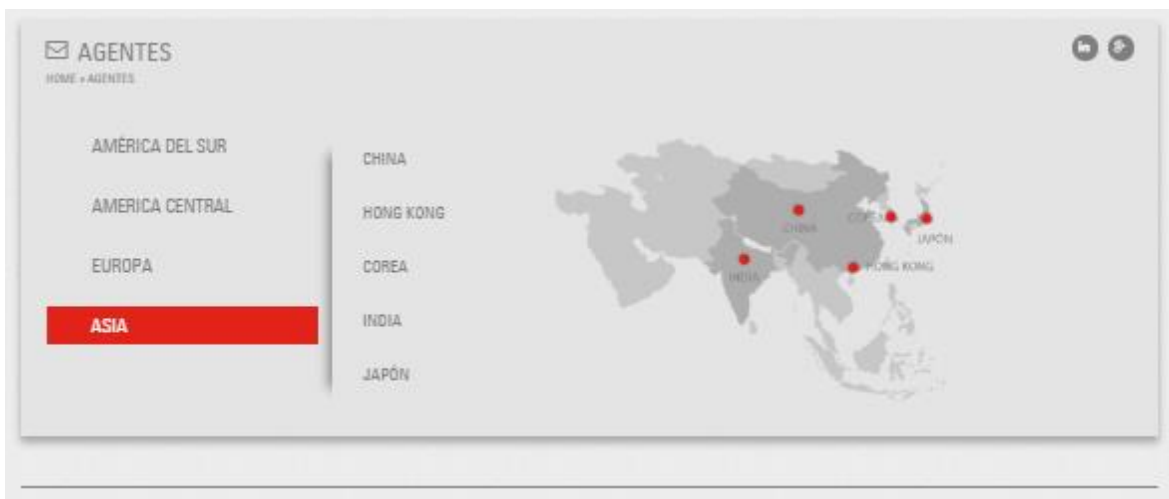 AGENTES
HOME » AGENTES
AMÉRICA DEL SUR
AMERICA CENTRAL
EUROPA
ASIA
CHINA
HONG KONG
COREA
INDIA
JAPÓN
CHINA
COREA
JAPÓN
HONG KONG
INDIA
in